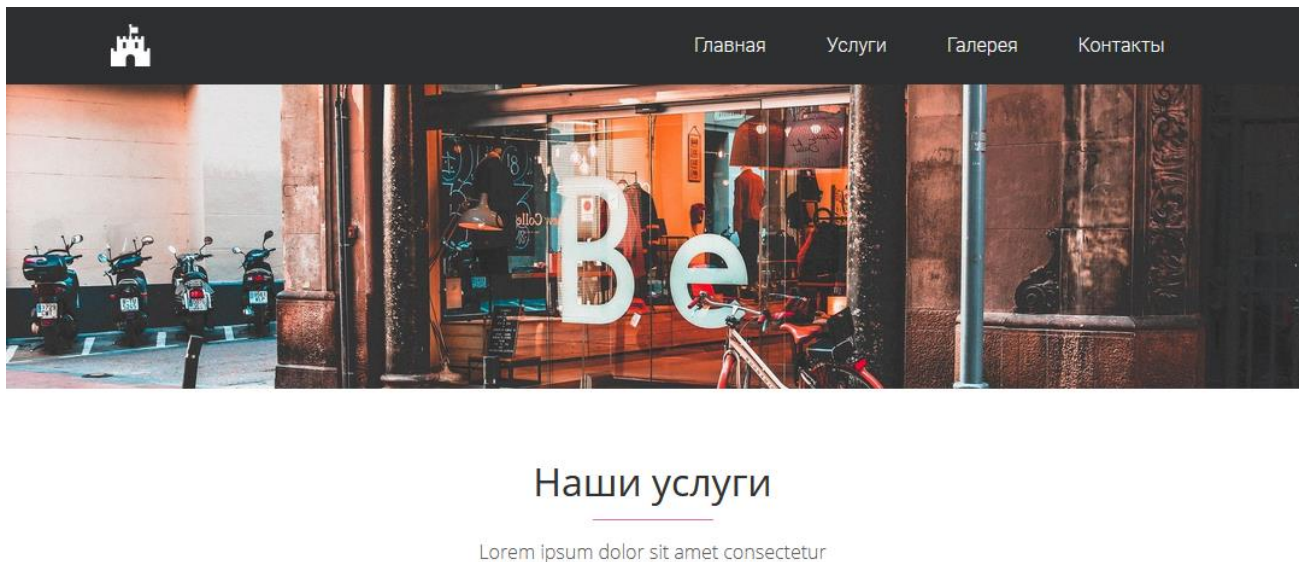 Главная Услуги Галерея Контакты
Be
Наши услуги
Lorem ipsum dolor sit amet consectetur